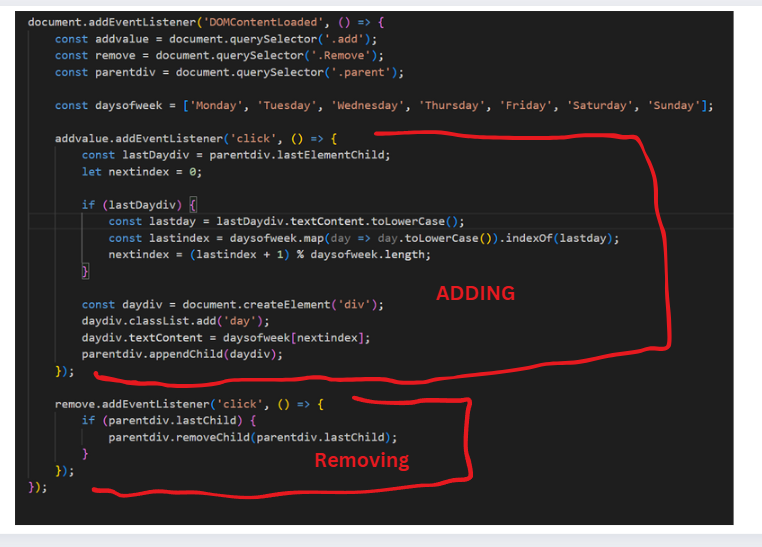 document.addEventListener('DOMContentLoaded', () => {
const addvalue = document.querySelector('.add');
const remove = document.querySelector('.Remove');
const parentdiv = document.querySelector('.parent');
const daysofweek = ['Monday', 'Tuesday', 'Wednesday', 'Thursday', 'Friday', 'Saturday', 'Sunday'];
addvalue.addEventListener('click', () => {
const lastDaydiv = parentdiv.lastElementChild;
let nextindex = 0;
if (lastDaydiv) {
const lastday = lastDaydiv.textContent.toLowerCase();
const lastindex = daysofweek.map(day => day.toLowerCase()).indexOf(lastday);
nextindex = (lastindex + 1) % daysofweek.length;
}
ADDING
const daydiv = document.createElement('div');
daydiv.classList.add('day');
daydiv.textContent = daysofweek[nextindex];
parentdiv.appendChild(daydiv);
});
remove.addEventListener('click', () => {
if (parentdiv.lastChild) {
parentdiv.removeChild(parentdiv.lastChild);
}
Removing
});
});